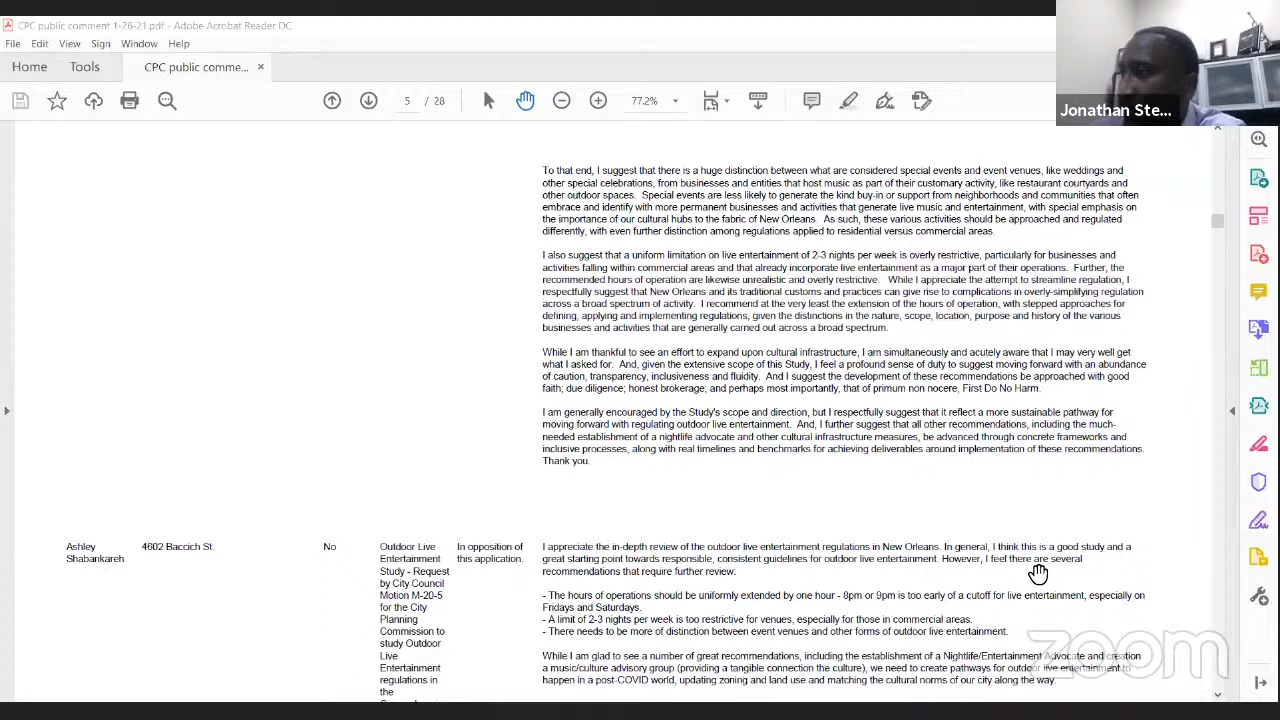 CPC public comment 1-26-21.pdf - Adobe Acrobat Reader DC
File Edit View Sign Window Help
Home Tools CPC public comme... ×
5 / 28 77.2%
Jonathan Ste...
To that end, I suggest that there is a huge distinction between what are considered special events and event venues, like weddings and
other special celebrations, from businesses and entities that host music as part of their customary activity, like restaurant courtyards and
other outdoor spaces. Special events are less likely to generate the kind buy-in or support from neighborhoods and communities that often
embrace and identify with more permanent businesses and activities that generate live music and entertainment, with special emphasis on
the importance of our cultural hubs to the fabric of New Orleans. As such, these various activities should be approached and regulated
differently, with even further distinction among regulations applied to residential versus commercial areas.
I also suggest that a uniform limitation on live entertainment of 2-3 nights per week is overly restrictive, particularly for businesses and
activities falling within commercial areas and that already incorporate live entertainment as a major part of their operations. Further, the
recommended hours of operation are likewise unrealistic and overly restrictive. While I appreciate the attempt to streamline regulation, I
respectfully suggest that New Orleans and its traditional customs and practices can give rise to complications in overly-simplifying regulation
across a broad spectrum of activity. I recommend at the very least the extension of the hours of operation, with stepped approaches for
defining, applying and implementing regulations, given the distinctions in the nature, scope, location, purpose and history of the various
businesses and activities that are generally carried out across a broad spectrum.
While I am thankful to see an effort to expand upon cultural infrastructure, I am simultaneously and acutely aware that I may very well get
what I asked for. And, given the extensive scope of this Study, I feel a profound sense of duty to suggest moving forward with an abundance
of caution, transparency, inclusiveness and fluidity. And I suggest the development of these recommendations be approached with good
faith; due diligence; honest brokerage; and perhaps most importantly, that of primum non nocere, First Do No Harm.
I am generally encouraged by the Study's scope and direction, but I respectfully suggest that it reflect a more sustainable pathway for
moving forward with regulating outdoor live entertainment. And, I further suggest that all other recommendations, including the much-
needed establishment of a nightlife advocate and other cultural infrastructure measures, be advanced through concrete frameworks and
inclusive processes, along with real timelines and benchmarks for achieving deliverables around implementation of these recommendations.
Thank you.
Ashley
Shabankareh
4602 Baccich St.
No
Outdoor Live
Entertainment
Study - Request
by City Council
Motion M-20-5
for the City
Planning
Commission to
study Outdoor
Live
Entertainment
regulations in
the
In opposition of
this application.
I appreciate the in-depth review of the outdoor live entertainment regulations in New Orleans. In general, I think this is a good study and a
great starting point towards responsible, consistent guidelines for outdoor live entertainment. However, I feel there are several
recommendations that require further review:
- The hours of operations should be uniformly extended by one hour - 8pm or 9pm is too early of a cutoff for live entertainment, especially on
Fridays and Saturdays.
- A limit of 2-3 nights per week is too restrictive for venues, especially for those in commercial areas.
- There needs to be more of distinction between event venues and other forms of outdoor live entertainment.
While I am glad to see a number of great recommendations, including the establishment of a Nightlife/Entertainment Advocate and creation
a music/culture advisory group (providing a tangible connection the culture), we need to create pathways for outdoor live entertainment to
happen in a post-COVID world, updating zoning and land use and matching the cultural norms of our city along the way.
zoom